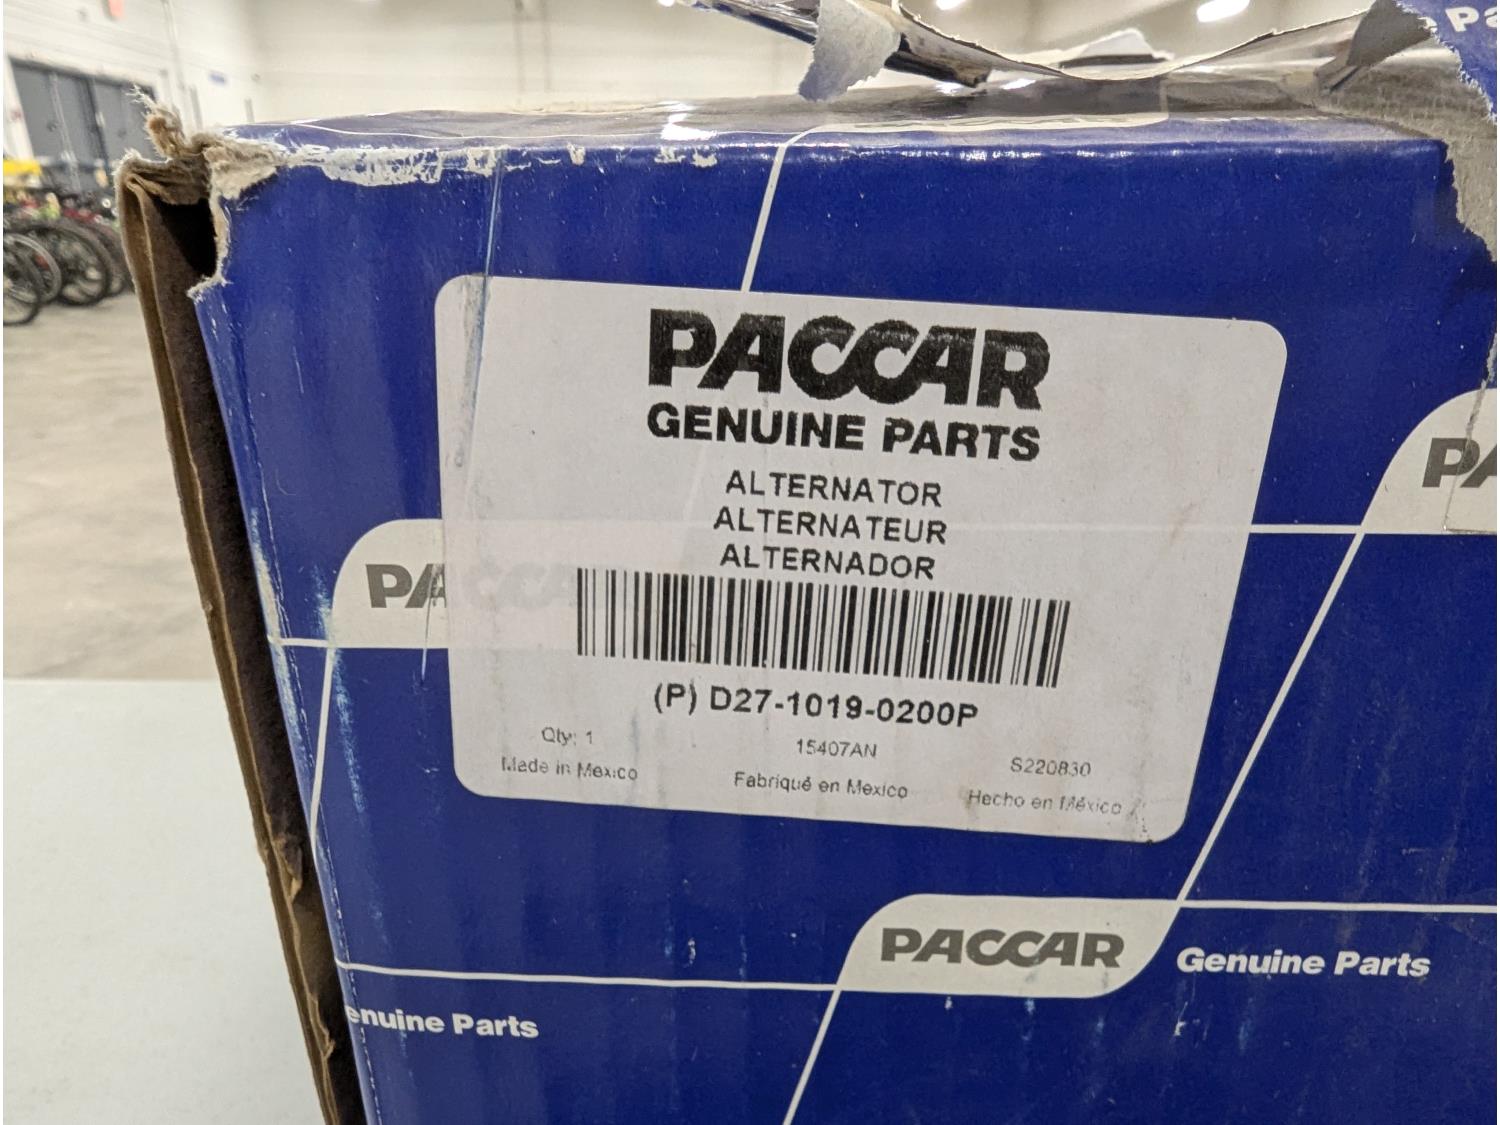 PACCAR
GENUINE PARTS
ALTERNATOR
ALTERNATEUR
ALTERNADOR
(P) D27-1019-0200P
Qty: 1 15407AN S220830
Made in Mexico Fabriqué en Mexico Hecho en México
PACCAR
PA
PACCAR
Genuine Parts
enuine Parts